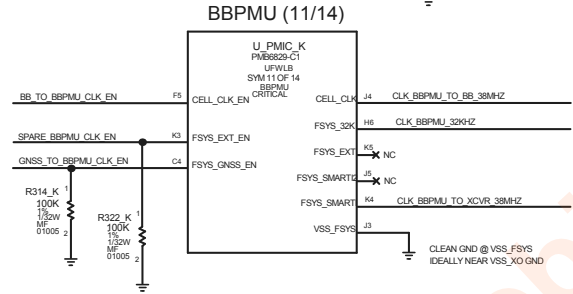 BBPMU (11/14)
U_PMIC_K
PMB6829-C1
UFWLB
SYM 11 OF 14
BBPMU
CRITICAL
BB_TO_BBPMU_CLK_EN
F5
CELL_CLK_EN
CELL_CLK
J4
CLK_BBPMU_TO_BB_38MHZ
FSYS_32K
H6
CLK_BBPMU_32KHZ
SPARE_BBPMU_CLK_EN
K3
FSYS_EXT_EN
FSYS_EXT
K5
NC
GNSS_TO_BBPMU_CLK_EN
C4
FSYS_GNSS_EN
FSYS_SMARTI2
J5
NC
FSYS_SMARTI
K4
CLK_BBPMU_TO_XCVR_38MHZ
VSS_FSYS
J3
R314_K
100K
1%
1/32W
MF
01005
1
2
R322_K
100K
1%
1/32W
MF
01005
1
2
CLEAN GND @ VSS_FSYS
IDEALLY NEAR VSS_XO GND